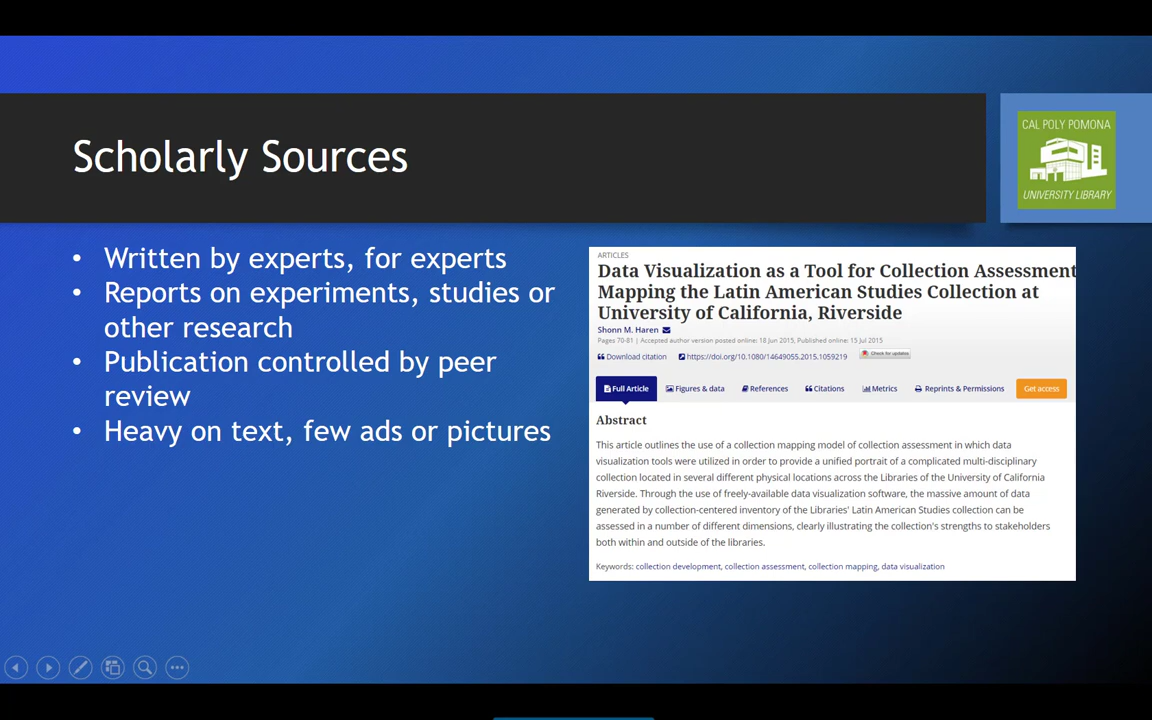 Scholarly Sources
CAL POLY POMONA
UNIVERSITY LIBRARY
• Written by experts, for experts
• Reports on experiments, studies or
other research
• Publication controlled by peer
review
• Heavy on text, few ads or pictures
ARTICLES
Data Visualization as a Tool for Collection Assessment
Mapping the Latin American Studies Collection at
University of California, Riverside
Shonn M. Haren
Pages 70-81 | Accepted author version posted online: 18 Jun 2015, Published online: 15 Jul 2015
Download citation https://doi.org/10.1080/14649055.2015.1059219 Check for updates
Full Article Figures & data References Citations Metrics Reprints & Permissions Get access
Abstract
This article outlines the use of a collection mapping model of collection assessment in which data
visualization tools were utilized in order to provide a unified portrait of a complicated multi-disciplinary
collection located in several different physical locations across the Libraries of the University of California
Riverside. Through the use of freely-available data visualization software, the massive amount of data
generated by collection-centered inventory of the Libraries' Latin American Studies collection can be
assessed in a number of different dimensions, clearly illustrating the collection's strengths to stakeholders
both within and outside of the libraries.
Keywords: collection development, collection assessment, collection mapping, data visualization